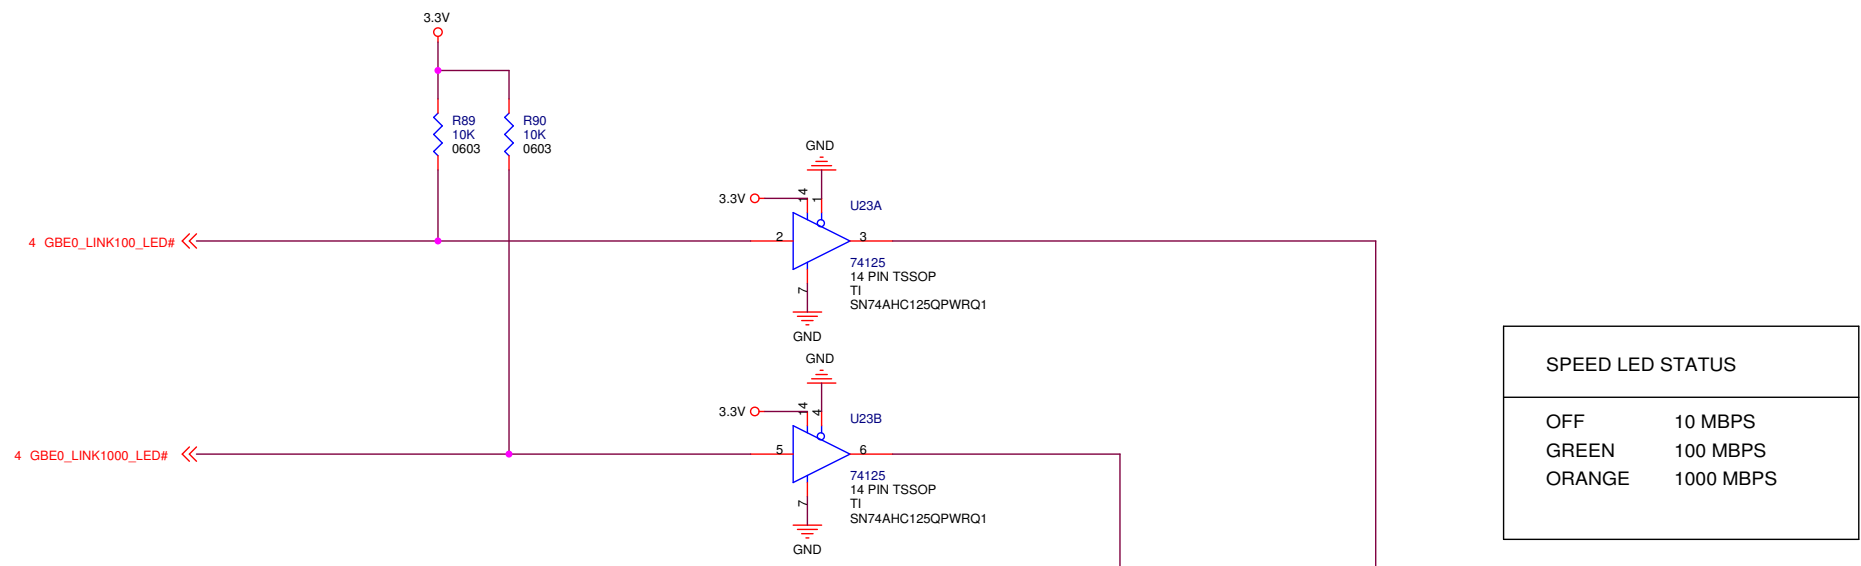 3.3V
R89
10K
0603
R90
10K
0603
GND
3.3V
14
1
U23A
4 GBE0_LINK100_LED#
2
3
74125
14 PIN TSSOP
TI
SN74AHC125QPWRQ1
7
GND
GND
3.3V
14
4
U23B
4 GBE0_LINK1000_LED#
5
6
74125
14 PIN TSSOP
TI
SN74AHC125QPWRQ1
7
GND
SPEED LED STATUS
OFF 10 MBPS
GREEN 100 MBPS
ORANGE 1000 MBPS